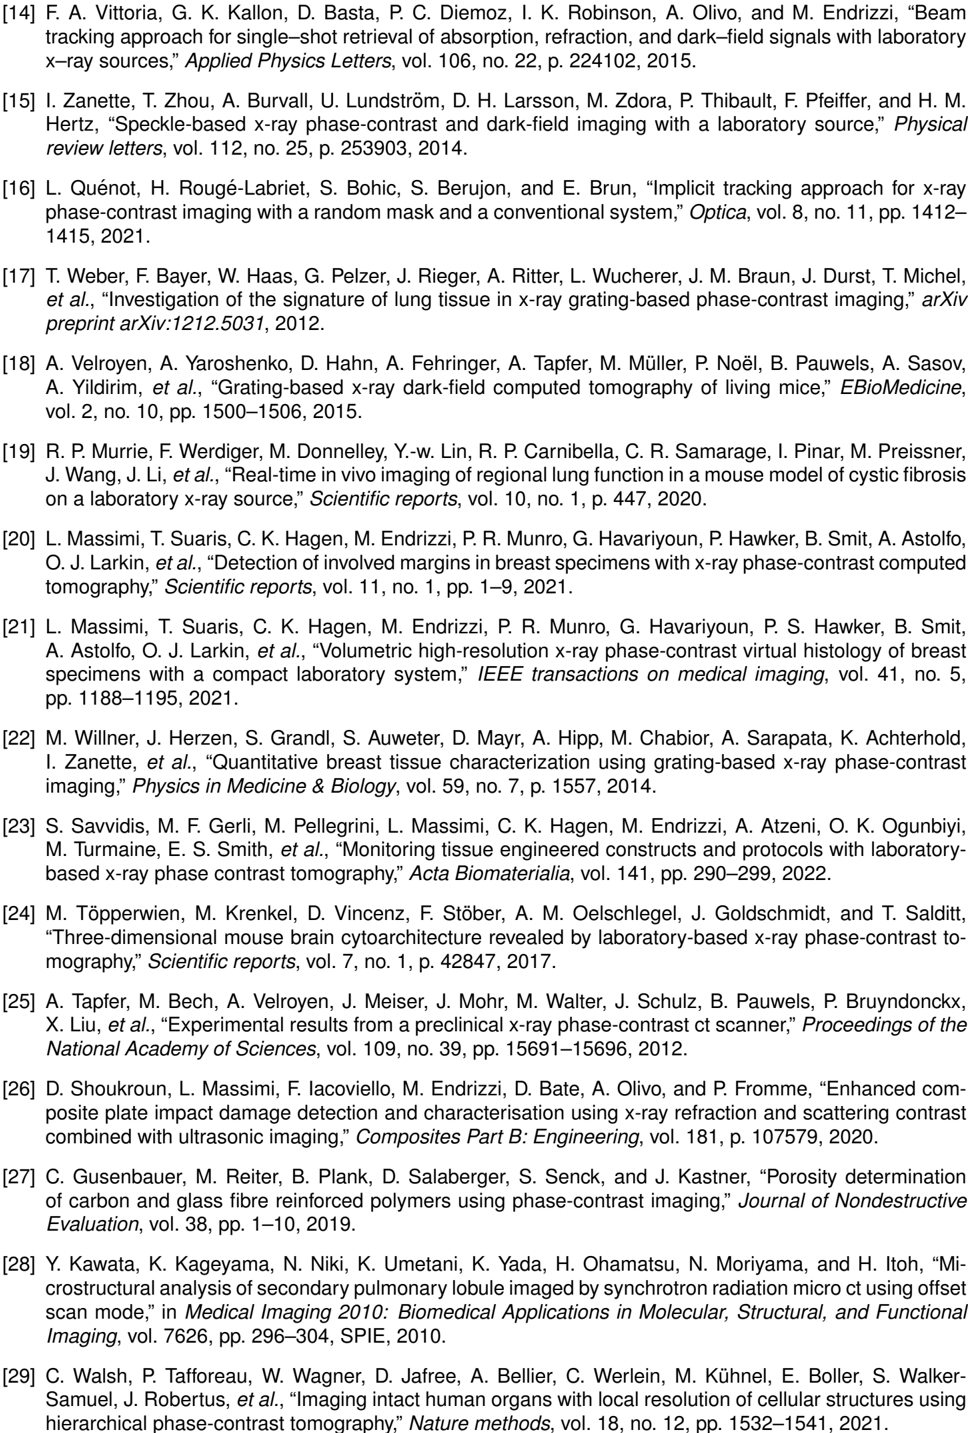 [14] F. A. Vittoria, G. K. Kallon, D. Basta, P. C. Diemoz, I. K. Robinson, A. Olivo, and M. Endrizzi, “Beam
tracking approach for single–shot retrieval of absorption, refraction, and dark–field signals with laboratory
x–ray sources,” Applied Physics Letters, vol. 106, no. 22, p. 224102, 2015.
[15] I. Zanette, T. Zhou, A. Burvall, U. Lundström, D. H. Larsson, M. Zdora, P. Thibault, F. Pfeiffer, and H. M.
Hertz, “Speckle-based x-ray phase-contrast and dark-field imaging with a laboratory source,” Physical
review letters, vol. 112, no. 25, p. 253903, 2014.
[16] L. Quénot, H. Rougé-Labriet, S. Bohic, S. Berujon, and E. Brun, “Implicit tracking approach for x-ray
phase-contrast imaging with a random mask and a conventional system,” Optica, vol. 8, no. 11, pp. 1412–
1415, 2021.
[17] T. Weber, F. Bayer, W. Haas, G. Pelzer, J. Rieger, A. Ritter, L. Wucherer, J. M. Braun, J. Durst, T. Michel,
et al., “Investigation of the signature of lung tissue in x-ray grating-based phase-contrast imaging,” arXiv
preprint arXiv:1212.5031, 2012.
[18] A. Velroyen, A. Yaroshenko, D. Hahn, A. Fehringer, A. Tapfer, M. Müller, P. Noël, B. Pauwels, A. Sasov,
A. Yildirim, et al., “Grating-based x-ray dark-field computed tomography of living mice,” EBioMedicine,
vol. 2, no. 10, pp. 1500–1506, 2015.
[19] R. P. Murrie, F. Werdiger, M. Donnelley, Y.-w. Lin, R. P. Carnibella, C. R. Samarage, I. Pinar, M. Preissner,
J. Wang, J. Li, et al., “Real-time in vivo imaging of regional lung function in a mouse model of cystic fibrosis
on a laboratory x-ray source,” Scientific reports, vol. 10, no. 1, p. 447, 2020.
[20] L. Massimi, T. Suaris, C. K. Hagen, M. Endrizzi, P. R. Munro, G. Havariyoun, P. Hawker, B. Smit, A. Astolfo,
O. J. Larkin, et al., “Detection of involved margins in breast specimens with x-ray phase-contrast computed
tomography,” Scientific reports, vol. 11, no. 1, pp. 1–9, 2021.
[21] L. Massimi, T. Suaris, C. K. Hagen, M. Endrizzi, P. R. Munro, G. Havariyoun, P. S. Hawker, B. Smit,
A. Astolfo, O. J. Larkin, et al., “Volumetric high-resolution x-ray phase-contrast virtual histology of breast
specimens with a compact laboratory system,” IEEE transactions on medical imaging, vol. 41, no. 5,
pp. 1188–1195, 2021.
[22] M. Willner, J. Herzen, S. Grandl, S. Auweter, D. Mayr, A. Hipp, M. Chabior, A. Sarapata, K. Achterhold,
I. Zanette, et al., “Quantitative breast tissue characterization using grating-based x-ray phase-contrast
imaging,” Physics in Medicine & Biology, vol. 59, no. 7, p. 1557, 2014.
[23] S. Savvidis, M. F. Gerli, M. Pellegrini, L. Massimi, C. K. Hagen, M. Endrizzi, A. Atzeni, O. K. Ogunbiyi,
M. Turmaine, E. S. Smith, et al., “Monitoring tissue engineered constructs and protocols with laboratory-
based x-ray phase contrast tomography,” Acta Biomaterialia, vol. 141, pp. 290–299, 2022.
[24] M. Töpperwien, M. Krenkel, D. Vincenz, F. Stöber, A. M. Oelschlegel, J. Goldschmidt, and T. Salditt,
“Three-dimensional mouse brain cytoarchitecture revealed by laboratory-based x-ray phase-contrast to-
mography,” Scientific reports, vol. 7, no. 1, p. 42847, 2017.
[25] A. Tapfer, M. Bech, A. Velroyen, J. Meiser, J. Mohr, M. Walter, J. Schulz, B. Pauwels, P. Bruyndonckx,
X. Liu, et al., “Experimental results from a preclinical x-ray phase-contrast ct scanner,” Proceedings of the
National Academy of Sciences, vol. 109, no. 39, pp. 15691–15696, 2012.
[26] D. Shoukroun, L. Massimi, F. Iacoviello, M. Endrizzi, D. Bate, A. Olivo, and P. Fromme, “Enhanced com-
posite plate impact damage detection and characterisation using x-ray refraction and scattering contrast
combined with ultrasonic imaging,” Composites Part B: Engineering, vol. 181, p. 107579, 2020.
[27] C. Gusenbauer, M. Reiter, B. Plank, D. Salaberger, S. Senck, and J. Kastner, “Porosity determination
of carbon and glass fibre reinforced polymers using phase-contrast imaging,” Journal of Nondestructive
Evaluation, vol. 38, pp. 1–10, 2019.
[28] Y. Kawata, K. Kageyama, N. Niki, K. Umetani, K. Yada, H. Ohamatsu, N. Moriyama, and H. Itoh, “Mi-
crostructural analysis of secondary pulmonary lobule imaged by synchrotron radiation micro ct using offset
scan mode,” in Medical Imaging 2010: Biomedical Applications in Molecular, Structural, and Functional
Imaging, vol. 7626, pp. 296–304, SPIE, 2010.
[29] C. Walsh, P. Tafforeau, W. Wagner, D. Jafree, A. Bellier, C. Werlein, M. Kühnel, E. Boller, S. Walker-
Samuel, J. Robertus, et al., “Imaging intact human organs with local resolution of cellular structures using
hierarchical phase-contrast tomography,” Nature methods, vol. 18, no. 12, pp. 1532–1541, 2021.